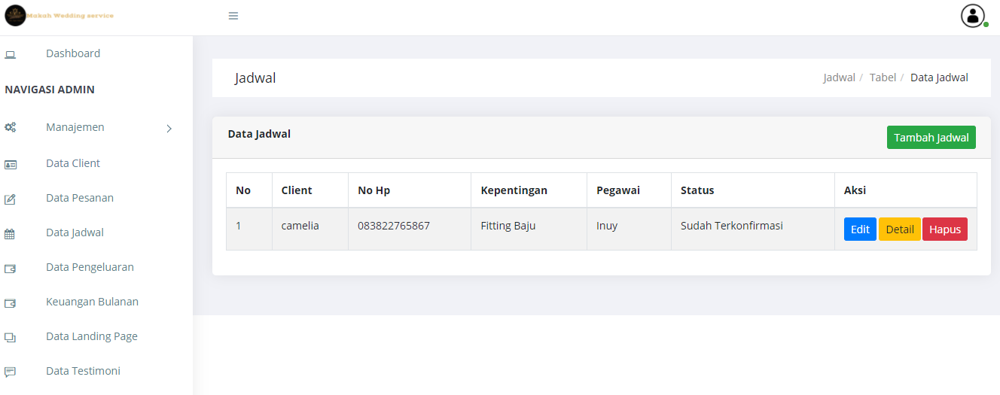 Makah Wedding service
Dashboard
NAVIGASI ADMIN
Manajemen
Data Client
Data Pesanan
Data Jadwal
Data Pengeluaran
Keuangan Bulanan
Data Landing Page
Data Testimoni
Jadwal
Jadwal / Tabel / Data Jadwal
Data Jadwal
Tambah Jadwal
No Client No Hp Kepentingan Pegawai Status Aksi
1 camelia 083822765867 Fitting Baju Inuy Sudah Terkonfirmasi Edit Detail Hapus